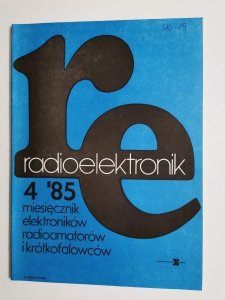 re
radioelektronik
4 '85
miesięcznik
elektroników
radioamatorów
i krótkofalowców